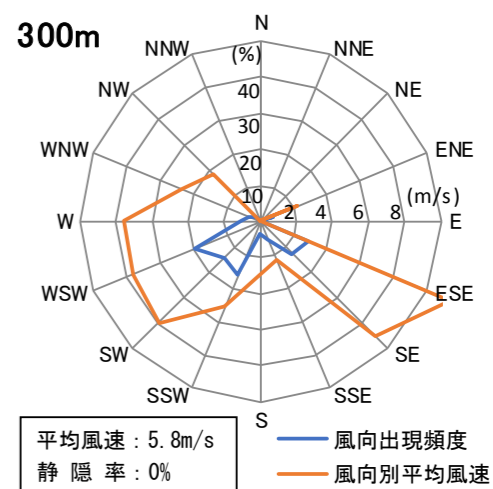 300m
N
NNW
NNE
(%)
NW
NE
40
30
WNW
ENE
20
10
(m/s)
W
2
4
6
8
E
WSW
ESE
SW
SE
SSW
SSE
S
平均風速：5.8m/s
静 隠 率：0%
風向出現頻度
風向別平均風速